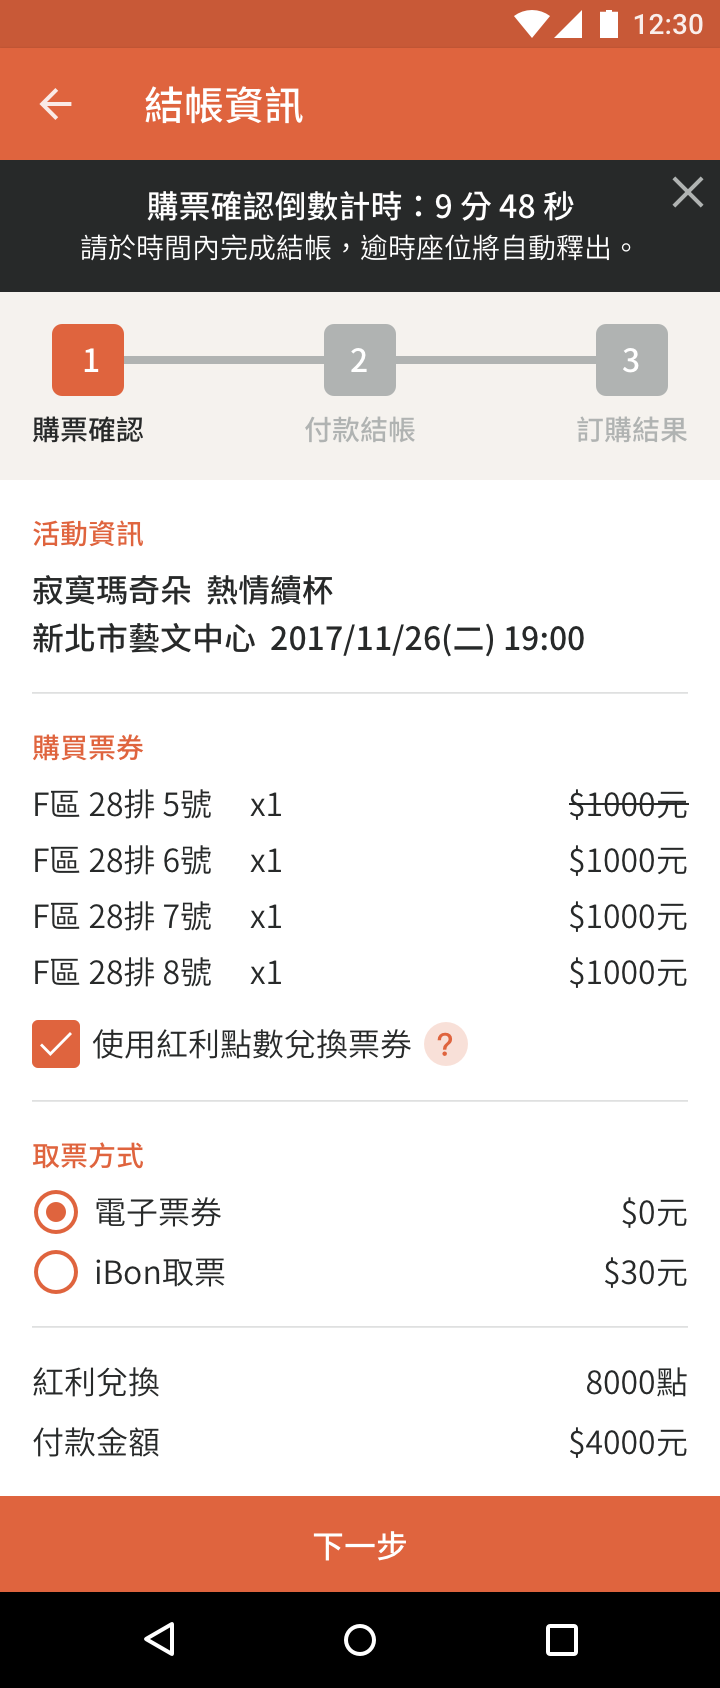 12:30
結帳資訊
購票確認倒數計時：9 分 48 秒
請於時間內完成結帳，逾時座位將自動釋出。
1 2 3
購票確認 付款結帳 訂購結果
活動資訊
寂寞瑪奇朵 熱情續杯
新北市藝文中心 2017/11/26(二) 19:00
購買票券
F區 28排 5號 x1 $1000元
F區 28排 6號 x1 $1000元
F區 28排 7號 x1 $1000元
F區 28排 8號 x1 $1000元
使用紅利點數兌換票券 ?
取票方式
電子票券 $0元
iBon取票 $30元
紅利兌換 8000點
付款金額 $4000元
下一步